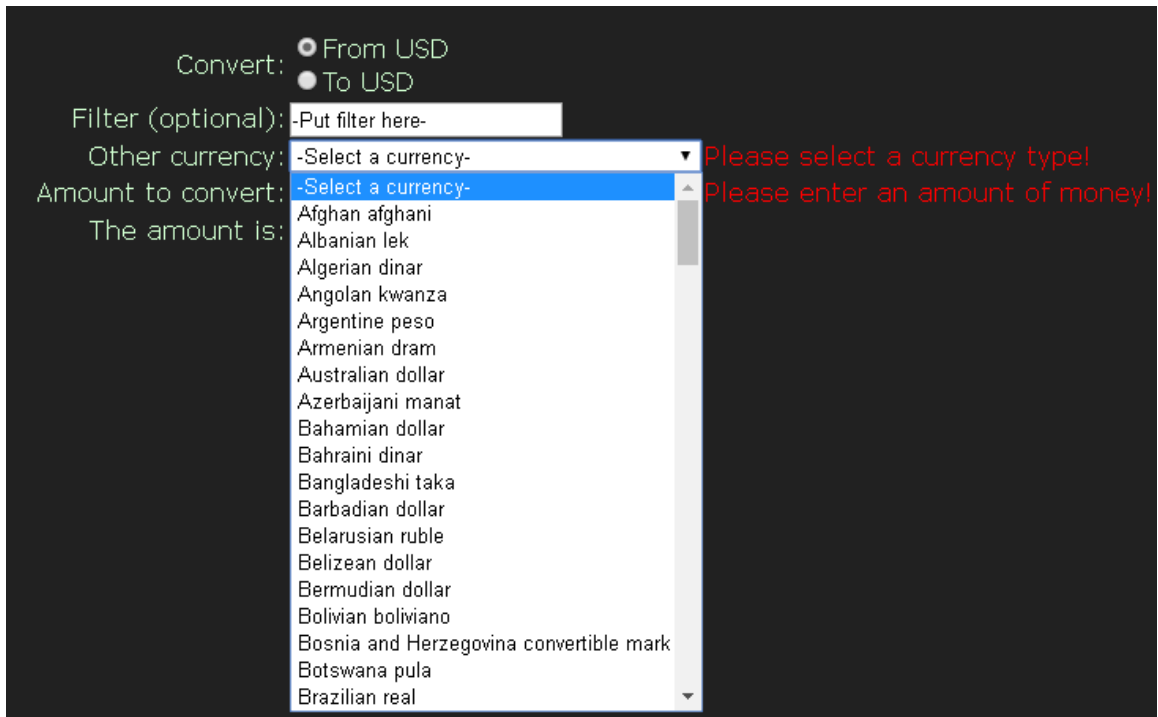 Convert:
From USD
To USD
Filter (optional): -Put filter here-
Other currency: -Select a currency- Please select a currency type!
Amount to convert: -Select a currency- Please enter an amount of money!
Afghan afghani
The amount is: Albanian lek
Algerian dinar
Angolan kwanza
Argentine peso
Armenian dram
Australian dollar
Azerbaijani manat
Bahamian dollar
Bahraini dinar
Bangladeshi taka
Barbadian dollar
Belarusian ruble
Belizean dollar
Bermudian dollar
Bolivian boliviano
Bosnia and Herzegovina convertible mark
Botswana pula
Brazilian real